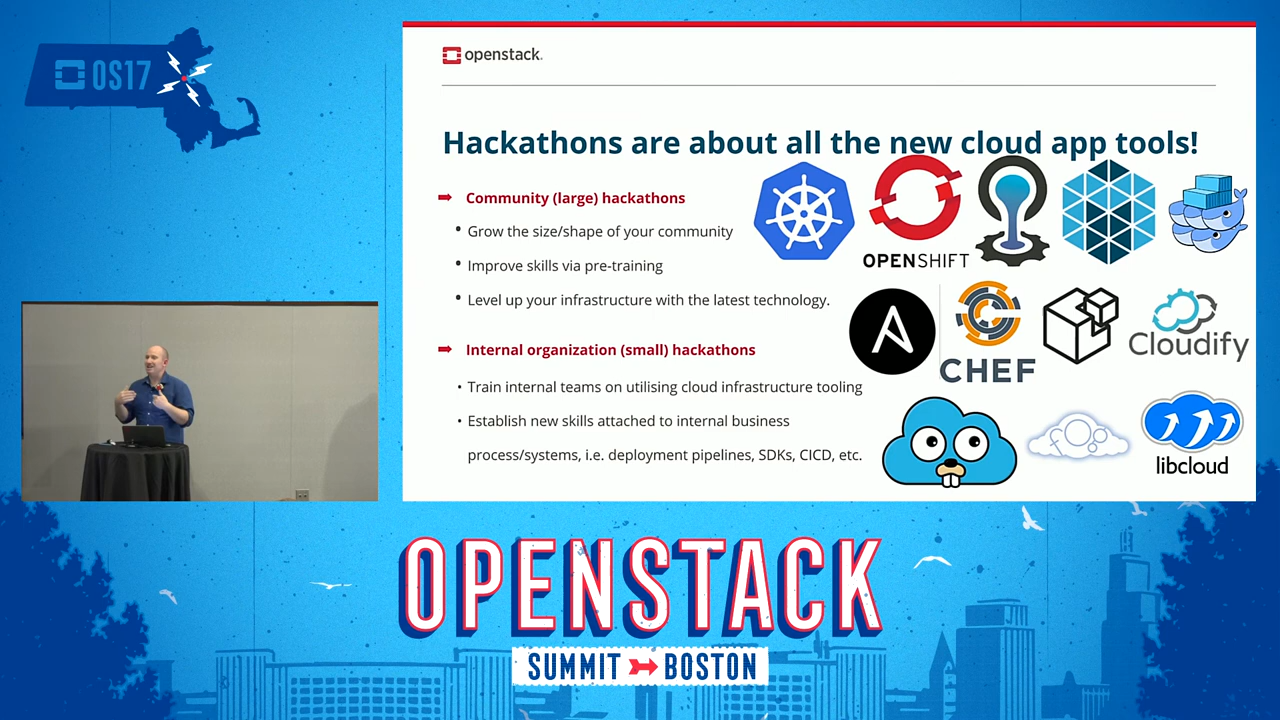 OS17
openstack.
Hackathons are about all the new cloud app tools!
Community (large) hackathons
Grow the size/shape of your community
Improve skills via pre-training
Level up your infrastructure with the latest technology.
Internal organization (small) hackathons
Train internal teams on utilising cloud infrastructure tooling
Establish new skills attached to internal business
process/systems, i.e. deployment pipelines, SDKs, CICD, etc.
OPENSHIFT
A
CHEF
Cloudify
fog
libcloud
OPENSTACK
SUMMIT BOSTON